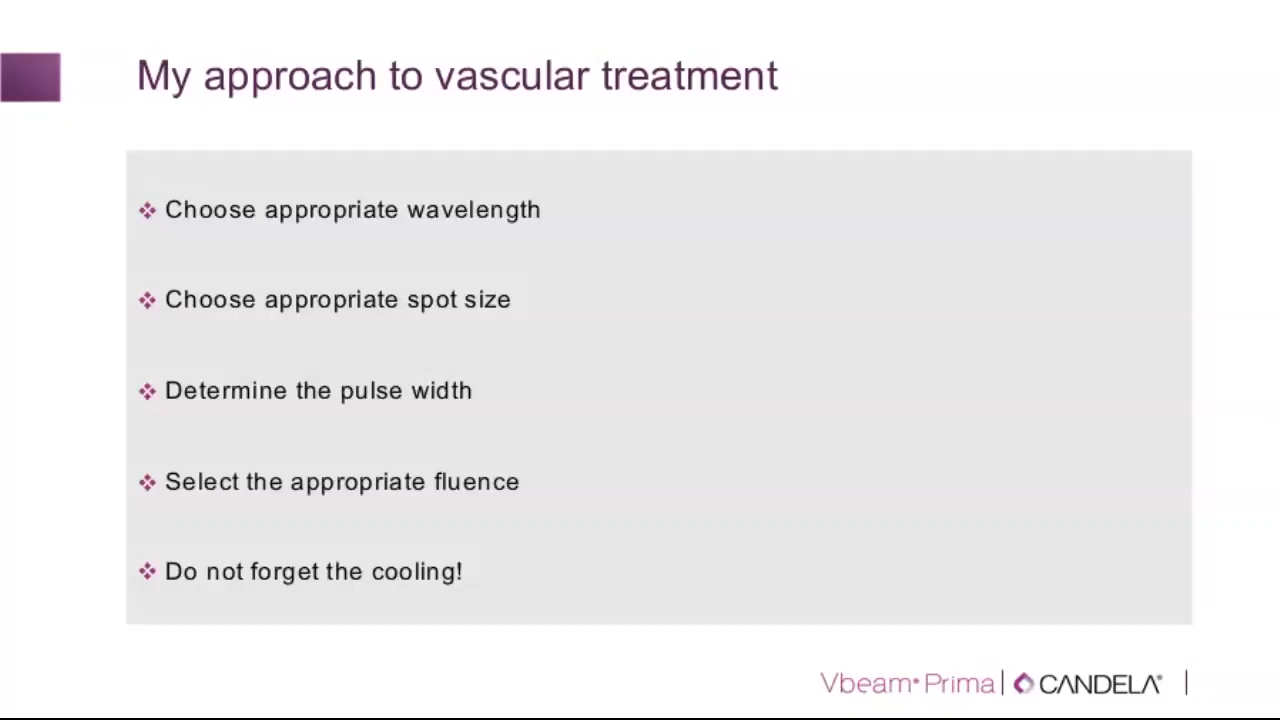 My approach to vascular treatment
Choose appropriate wavelength
Choose appropriate spot size
Determine the pulse width
Select the appropriate fluence
Do not forget the cooling!
Vbeam® Prima | CANDELA® |